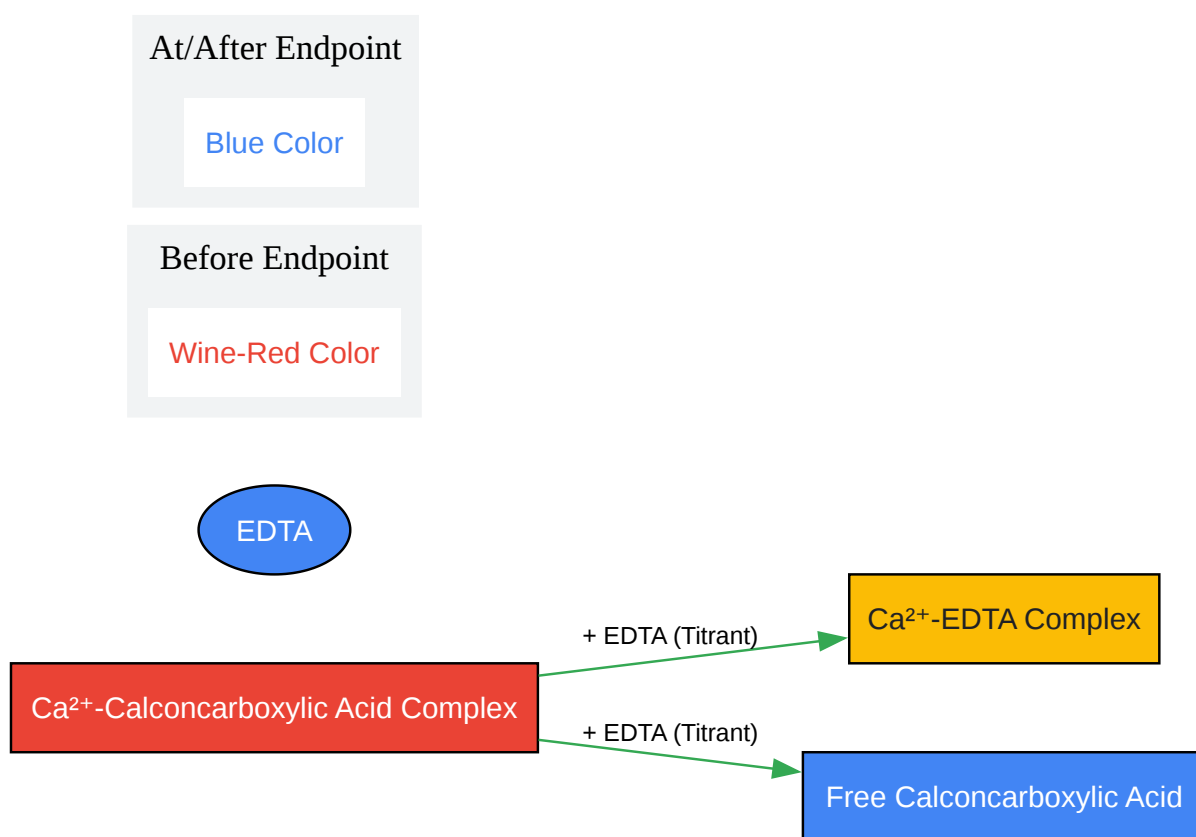 At/After Endpoint
Blue Color
Before Endpoint
Wine-Red Color
EDTA
Ca²⁺-EDTA Complex
+ EDTA (Titrant)
Ca²⁺-Calconcarboxylic Acid Complex
+ EDTA (Titrant)
Free Calconcarboxylic Acid